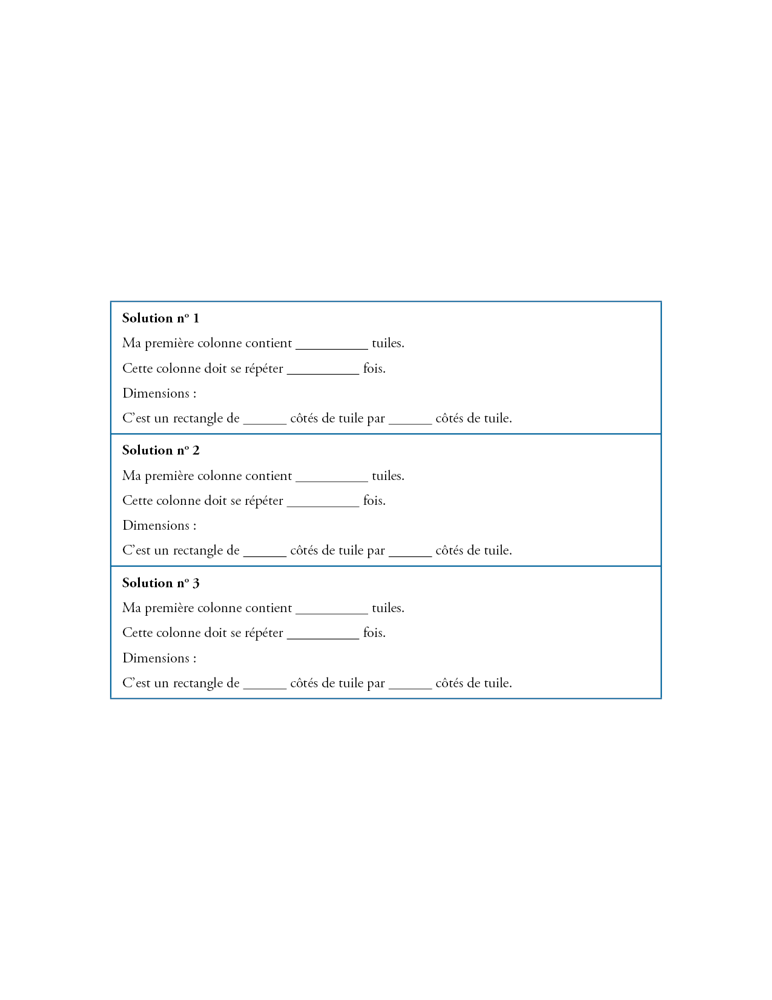 Solution nº 1
Ma première colonne contient __________ tuiles.
Cette colonne doit se répéter __________ fois.
Dimensions :
C’est un rectangle de ______ côtés de tuile par ______ côtés de tuile.
Solution nº 2
Ma première colonne contient __________ tuiles.
Cette colonne doit se répéter __________ fois.
Dimensions :
C’est un rectangle de ______ côtés de tuile par ______ côtés de tuile.
Solution nº 3
Ma première colonne contient __________ tuiles.
Cette colonne doit se répéter __________ fois.
Dimensions :
C’est un rectangle de ______ côtés de tuile par ______ côtés de tuile.